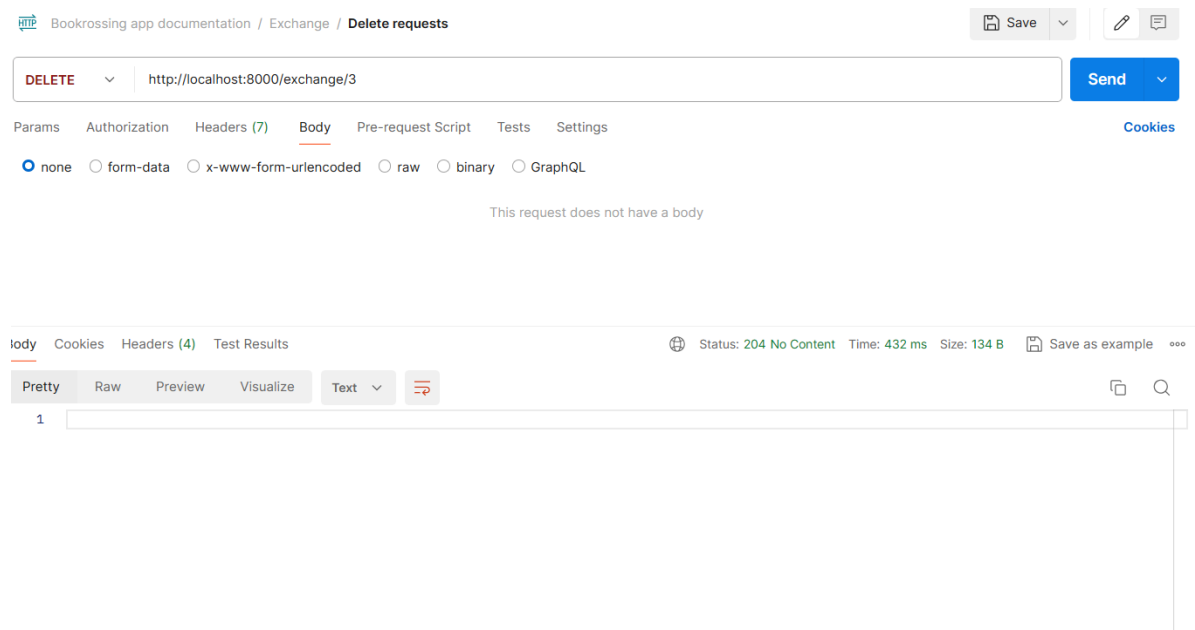 HTTP Bookrossing app documentation / Exchange / Delete requests Save
DELETE http://localhost:8000/exchange/3 Send
Params Authorization Headers (7) Body Pre-request Script Tests Settings Cookies
none form-data x-www-form-urlencoded raw binary GraphQL
This request does not have a body
Body Cookies Headers (4) Test Results Status: 204 No Content Time: 432 ms Size: 134 B Save as example
Pretty Raw Preview Visualize Text
1